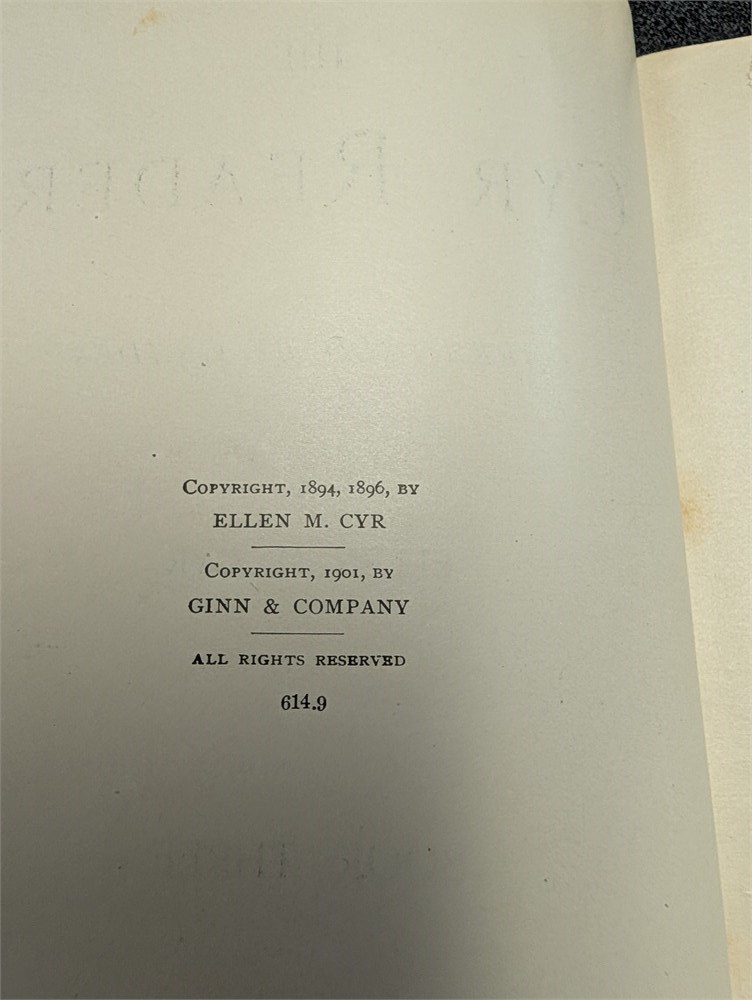 COPYRIGHT, 1894, 1896, BY
ELLEN M. CYR
COPYRIGHT, 1901, BY
GINN & COMPANY
ALL RIGHTS RESERVED
614.9